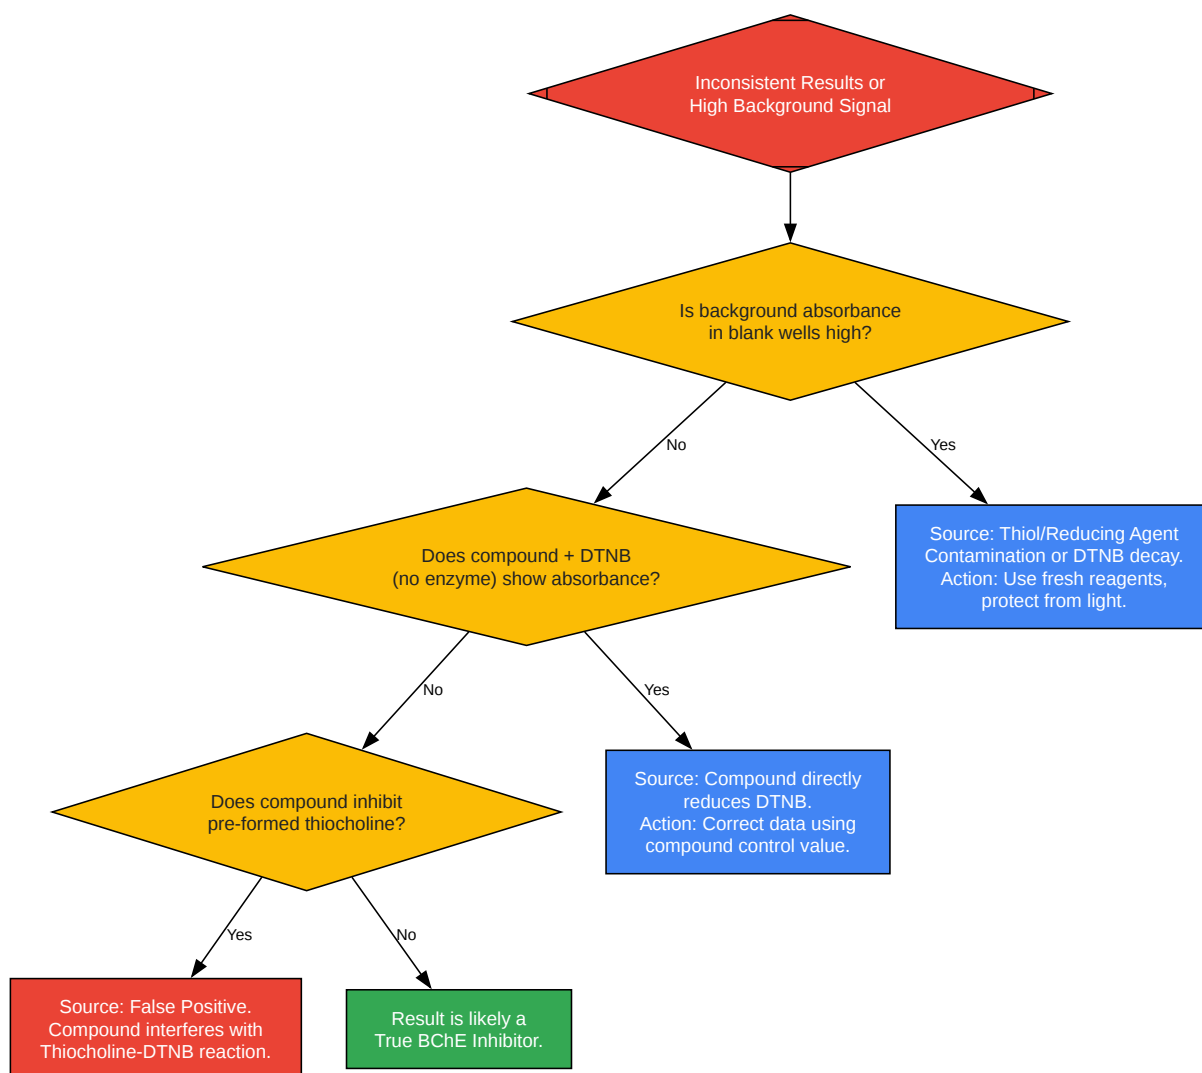 Inconsistent Results or
High Background Signal
Is background absorbance
in blank wells high?
No
Yes
Does compound + DTNB
(no enzyme) show absorbance?
Source: Thiol/Reducing Agent
Contamination or DTNB decay.
Action: Use fresh reagents,
protect from light.
No
Yes
Does compound inhibit
pre-formed thiocholine?
Source: Compound directly
reduces DTNB.
Action: Correct data using
compound control value.
Yes
No
Source: False Positive.
Compound interferes with
Thiocholine-DTNB reaction.
Result is likely a
True BChE Inhibitor.